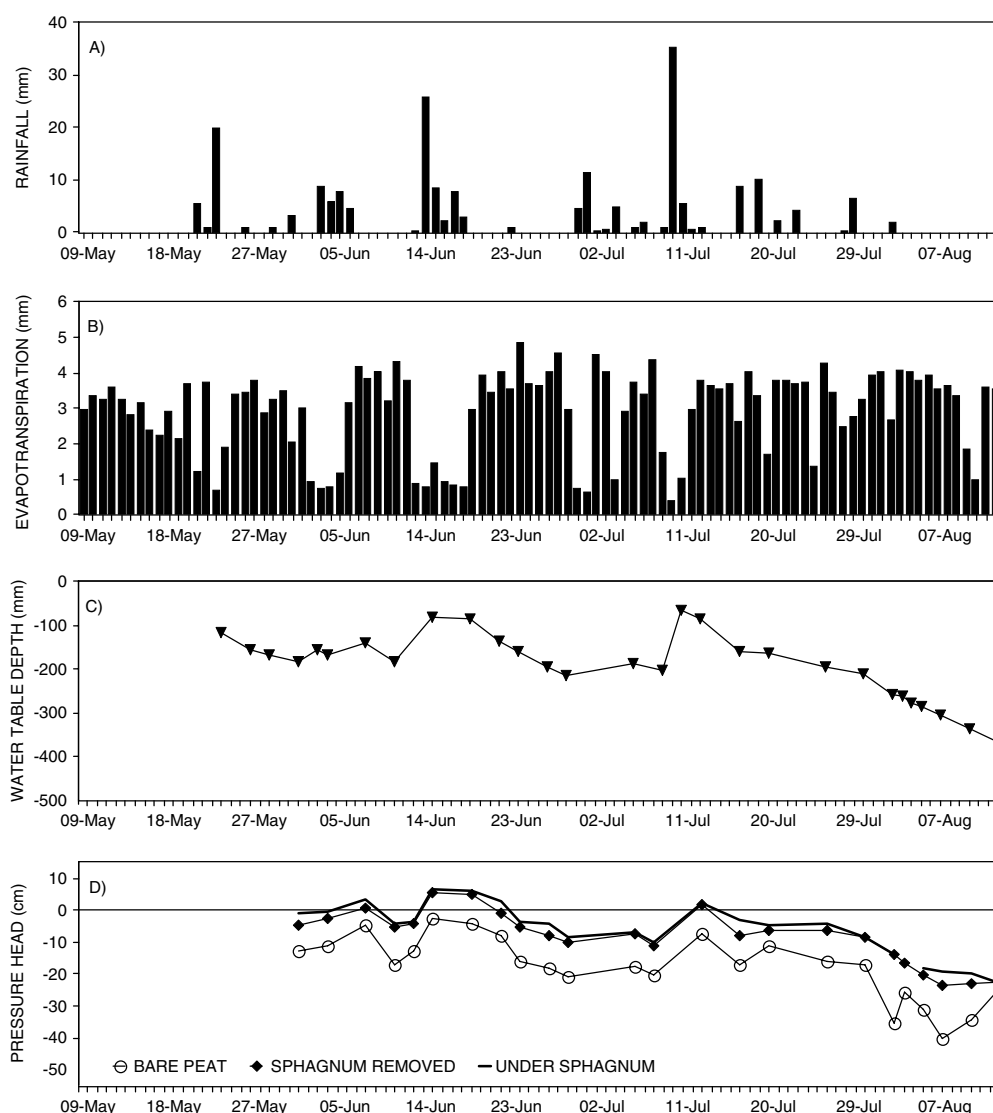 A)
RAINFALL (mm)
40
30
20
10
0
09-May 18-May 27-May 05-Jun 14-Jun 23-Jun 02-Jul 11-Jul 20-Jul 29-Jul 07-Aug
B)
EVAPOTRANSPIRATION (mm)
6
5
4
3
2
1
0
09-May 18-May 27-May 05-Jun 14-Jun 23-Jun 02-Jul 11-Jul 20-Jul 29-Jul 07-Aug
C)
WATER TABLE DEPTH (mm)
0
-100
-200
-300
-400
-500
09-May 18-May 27-May 05-Jun 14-Jun 23-Jun 02-Jul 11-Jul 20-Jul 29-Jul 07-Aug
D)
PRESSURE HEAD (cm)
10
0
-10
-20
-30
-40
-50
BARE PEAT SPHAGNUM REMOVED UNDER SPHAGNUM
09-May 18-May 27-May 05-Jun 14-Jun 23-Jun 02-Jul 11-Jul 20-Jul 29-Jul 07-Aug